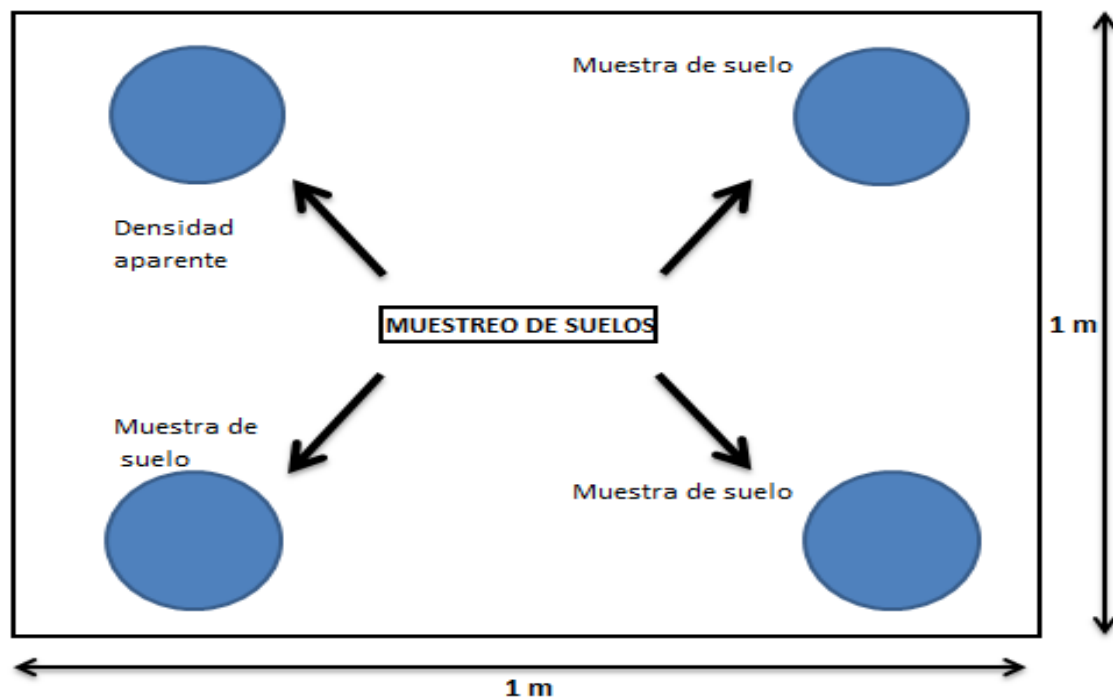 Muestra de suelo
Densidad
aparente
MUESTREO DE SUELOS
1 m
Muestra de
suelo
Muestra de suelo
1 m